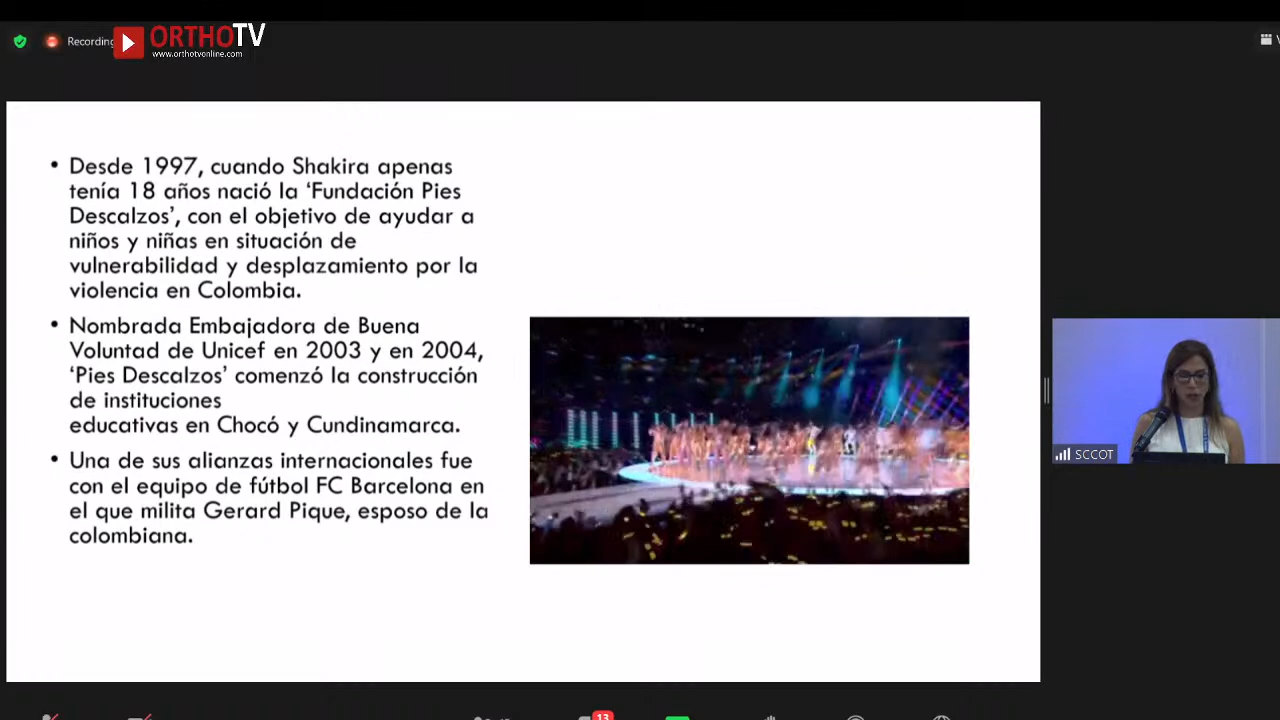 Recording
ORTHOTV
www.orthotvonline.com
• Desde 1997, cuando Shakira apenas
tenía 18 años nació la ‘Fundación Pies
Descalzos’, con el objetivo de ayudar a
niños y niñas en situación de
vulnerabilidad y desplazamiento por la
violencia en Colombia.
• Nombrada Embajadora de Buena
Voluntad de Unicef en 2003 y en 2004,
‘Pies Descalzos’ comenzó la construcción
de instituciones
educativas en Chocó y Cundinamarca.
• Una de sus alianzas internacionales fue
con el equipo de fútbol FC Barcelona en
el que milita Gerard Pique, esposo de la
colombiana.
SCCOT
13